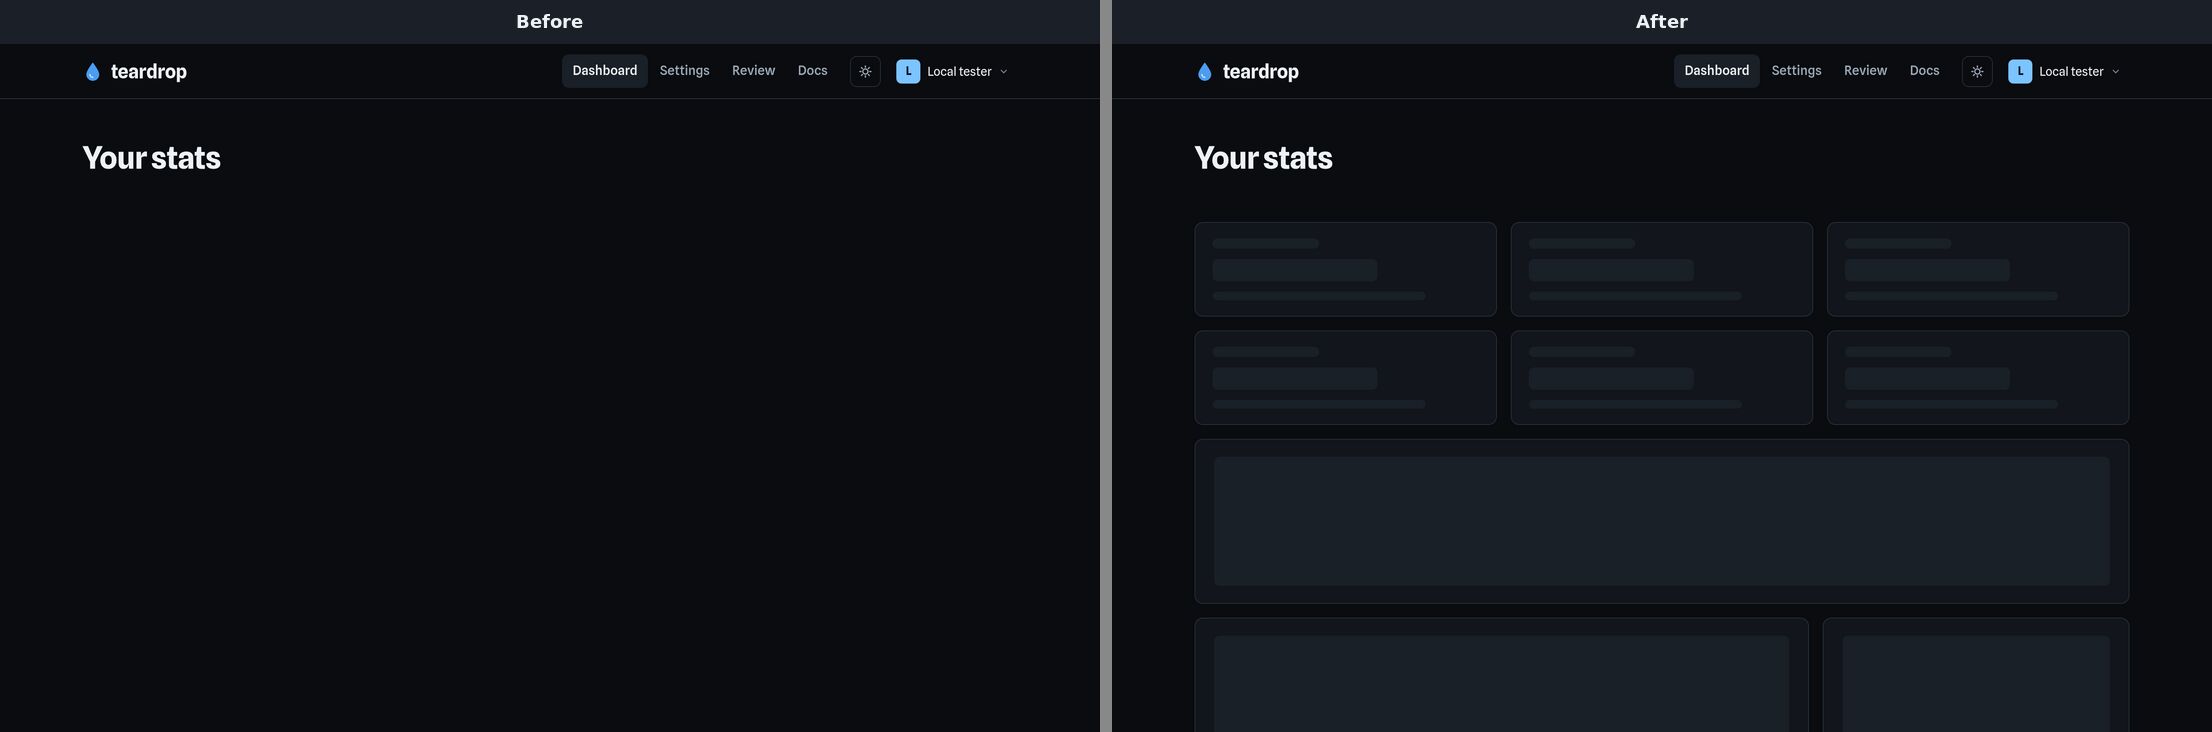 Before
teardrop
Dashboard Settings Review Docs L Local tester
Your stats
After
teardrop
Dashboard Settings Review Docs L Local tester
Your stats